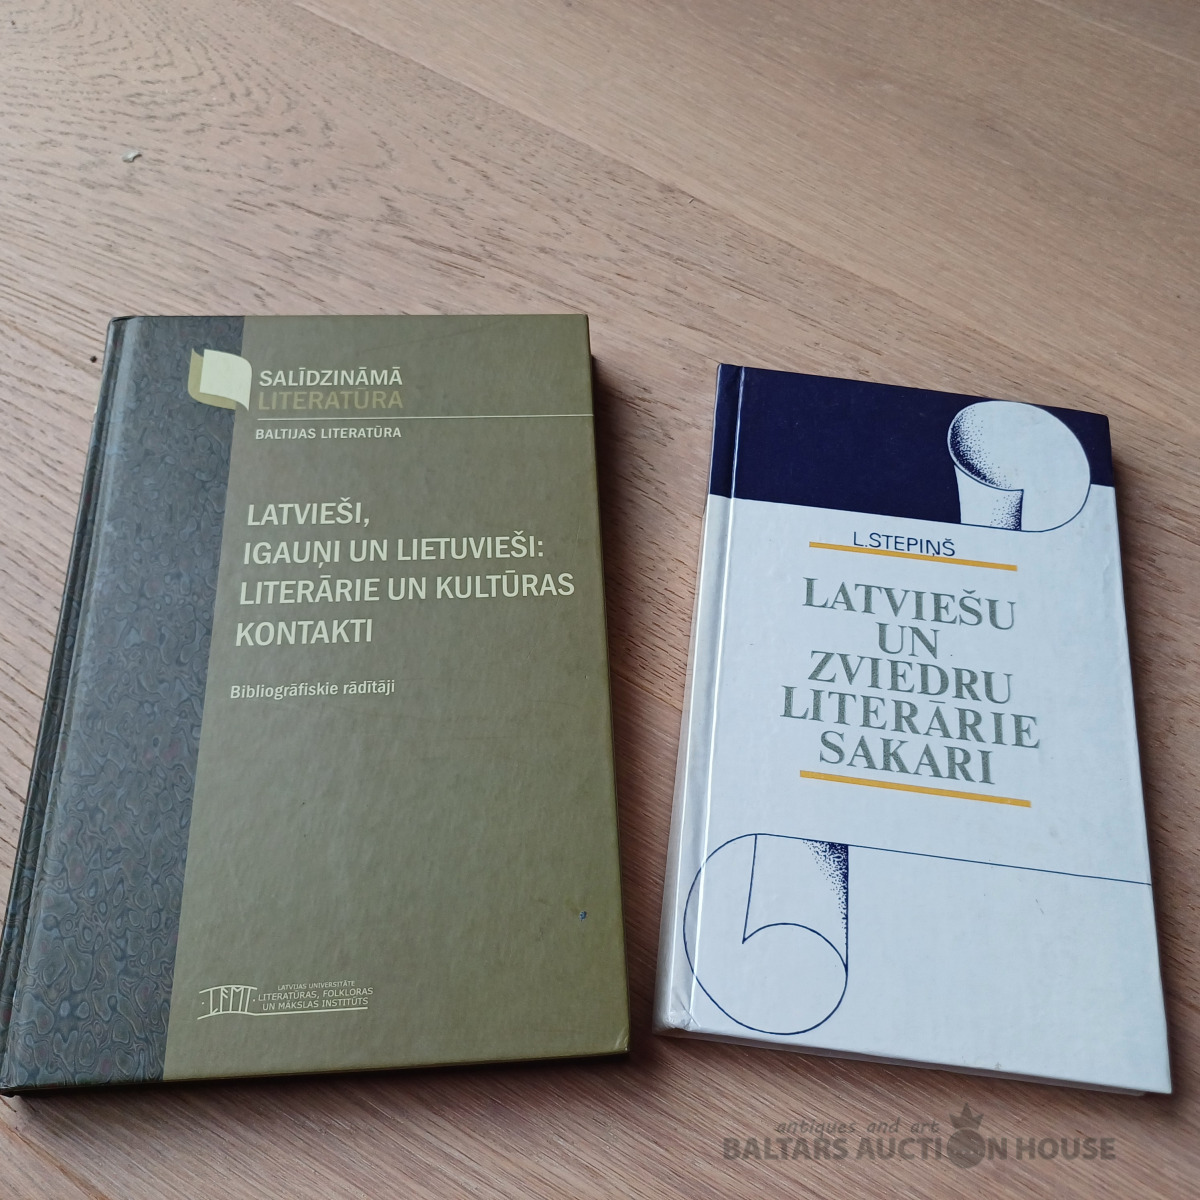 SALĪDZINĀMĀ
LITERATŪRA
BALTIJAS LITERATŪRA
LATVIEŠI,
IGAUŅI UN LIETUVIEŠI:
LITERĀRIE UN KULTŪRAS
KONTAKTI
Bibliogrāfiskie rādītāji
LATVIJAS UNIVERSITĀTE
LITERATŪRAS, FOLKLORAS
UN MĀKSLAS INSTITŪTS
L.STEPIŅŠ
LATVIEŠU
UN
ZVIEDRU
LITERĀRIE
SAKARI
antiques and art
BALTARS AUCTION HOUSE